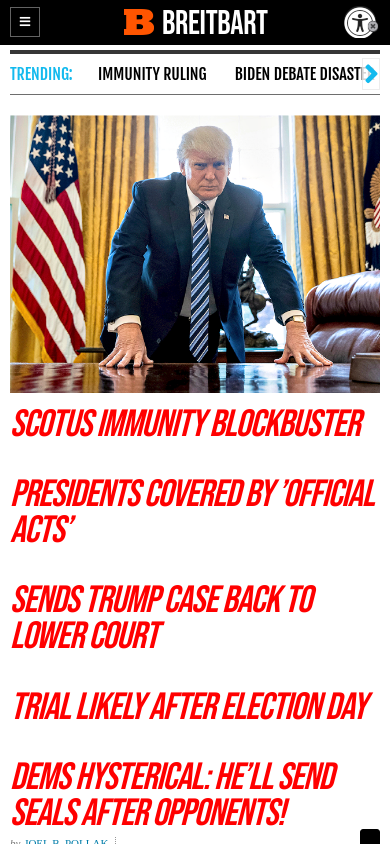 BREITBART
TRENDING: IMMUNITY RULING BIDEN DEBATE DISASTE
SCOTUS IMMUNITY BLOCKBUSTER
PRESIDENTS COVERED BY ’OFFICIAL
ACTS’
SENDS TRUMP CASE BACK TO
LOWER COURT
TRIAL LIKELY AFTER ELECTION DAY
DEMS HYSTERICAL: HE’LL SEND
SEALS AFTER OPPONENTS!
by JOEL B. POLLAK